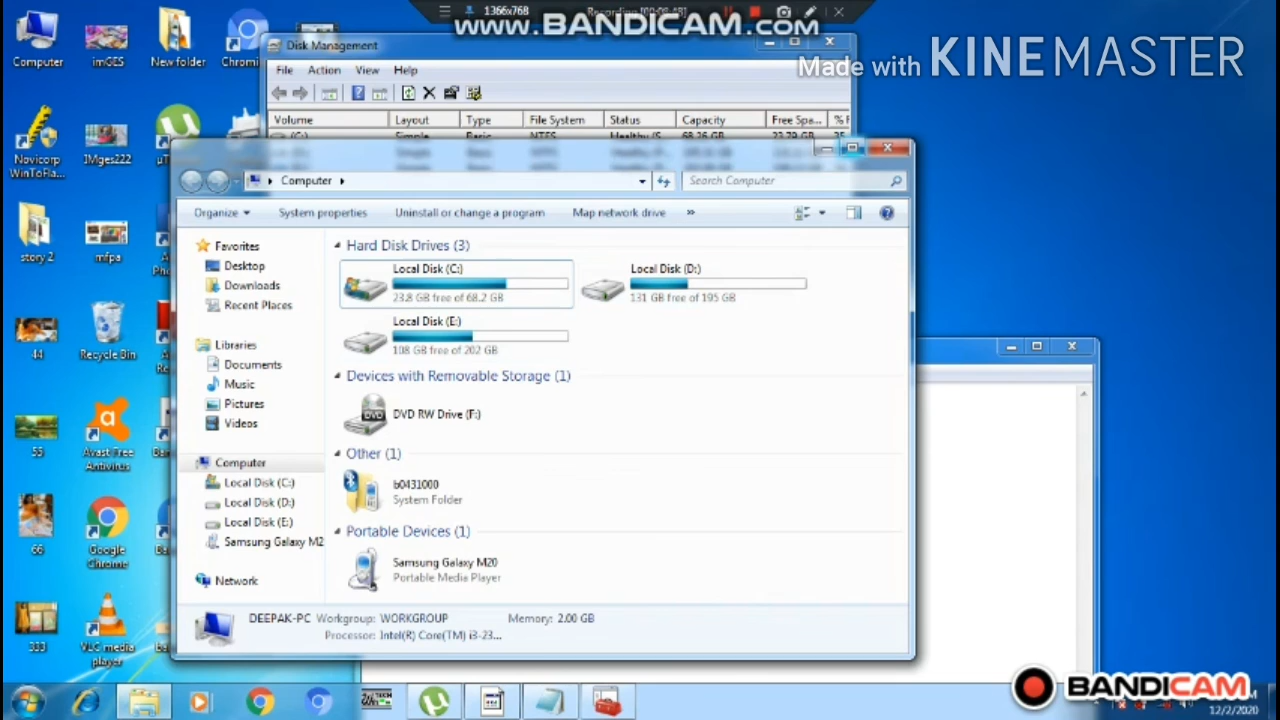 1366x768
Recording
www.BANDICAM.com
Made with KINEMASTER
Computer
imGES
New folder
Disk Management
File Action View Help
Volume Layout Type File System Status Capacity Free Spa... % F
(C:) Simple Basic NTFS Healthy (S... 68.26 GB 23.79 GB
Novicorp
WinToFla...
IMges222
Computer
Search Computer
Organize
System properties
Uninstall or change a program
Map network drive
»
story 2
mfpa
Favorites
Desktop
Downloads
Recent Places
Libraries
Documents
Music
Pictures
Videos
Computer
Local Disk (C:)
Local Disk (D:)
Local Disk (E:)
Samsung Galaxy M2
Network
Hard Disk Drives (3)
Local Disk (C:)
23.8 GB free of 68.2 GB
Local Disk (D:)
131 GB free of 195 GB
Local Disk (E:)
108 GB free of 202 GB
Devices with Removable Storage (1)
DVD RW Drive (F:)
Other (1)
b0431000
System Folder
Portable Devices (1)
Samsung Galaxy M20
Portable Media Player
DEEPAK-PC Workgroup: WORKGROUP Memory: 2.00 GB
Processor: Intel(R) Core(TM) i3-23...
44
Recycle Bin
55
Avast Free
Antivirus
66
Google
Chrome
333
VLC media
player
BANDICAM
12/2/2020